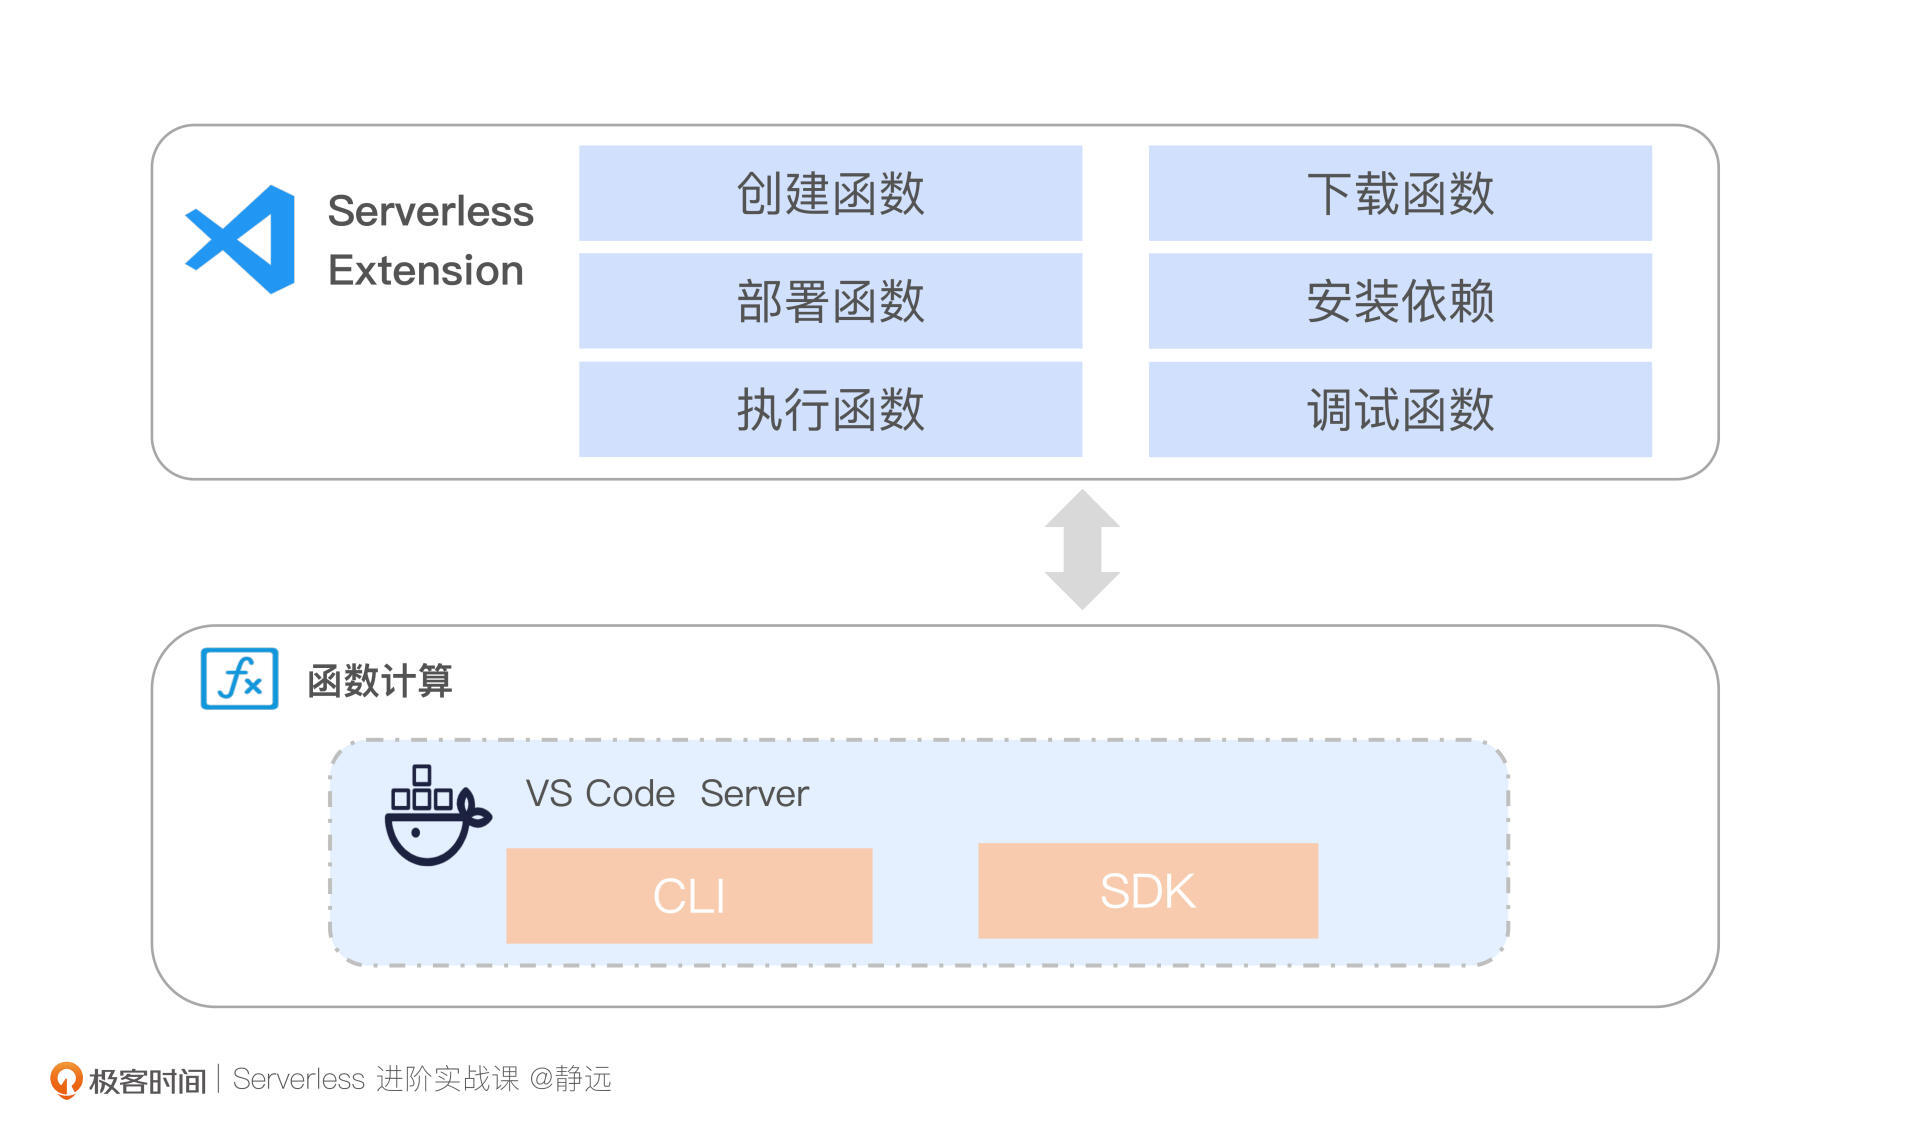 Serverless
Extension
创建函数
下载函数
部署函数
安装依赖
执行函数
调试函数
fx
函数计算
VS Code Server
CLI
SDK
极客时间 | Serverless 进阶实战课 @静远